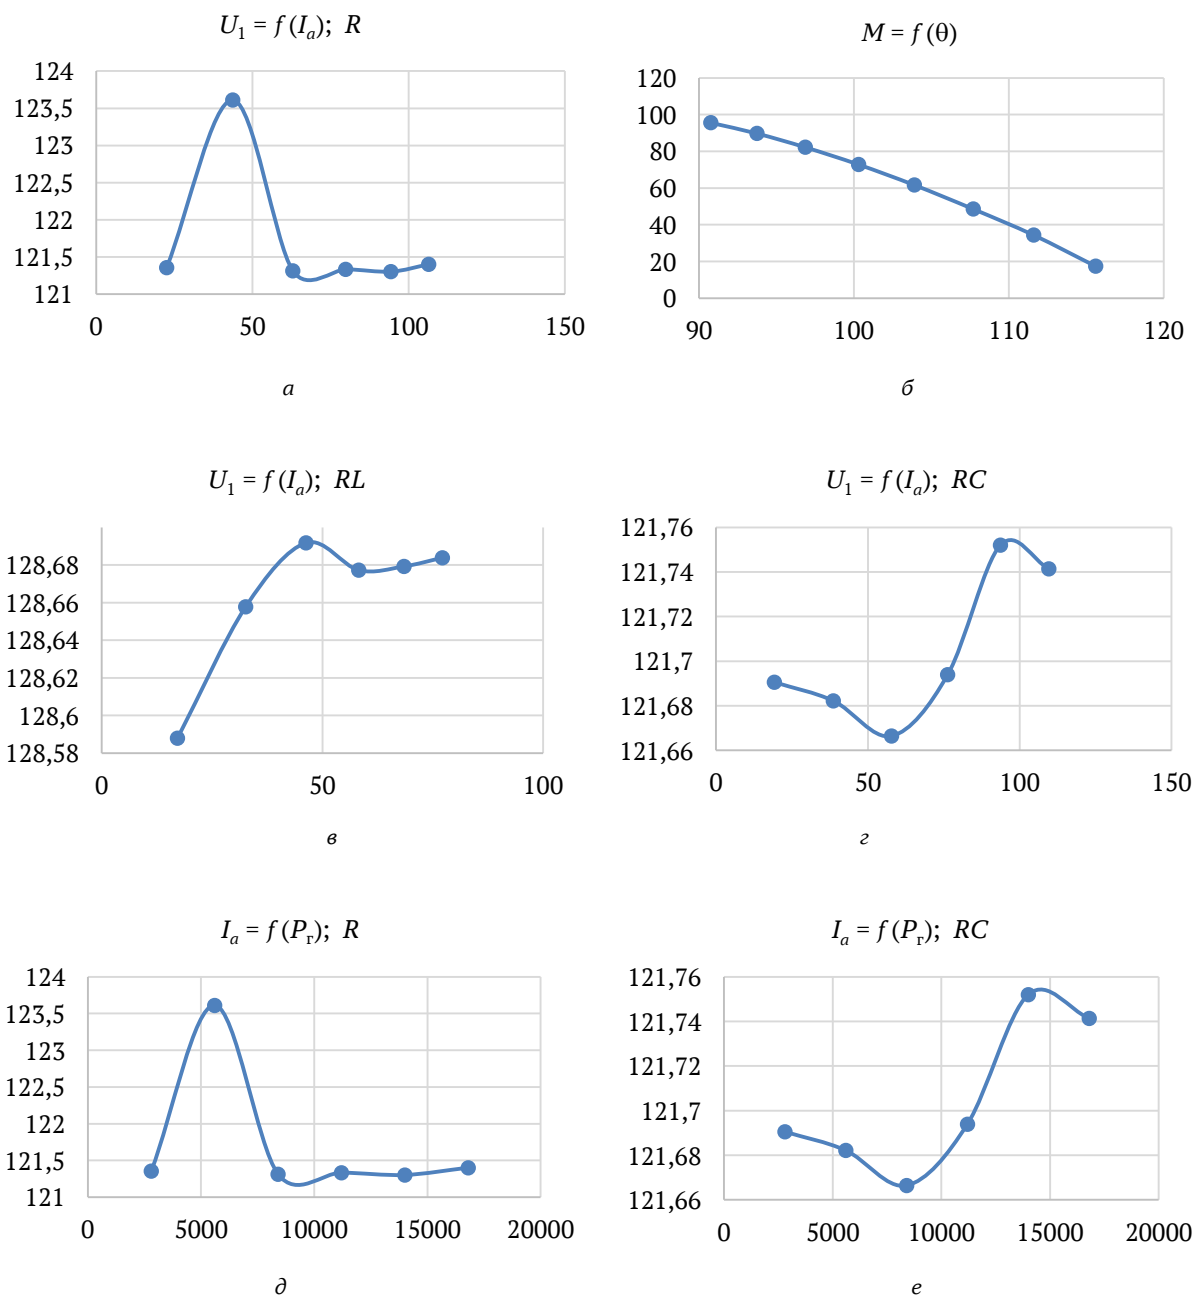 U₁ = f (Iₐ); R
124
123,5
123
122,5
122
121,5
121
0 50 100 150
а
M = f (θ)
120
100
80
60
40
20
0
90 100 110 120
б
U₁ = f (Iₐ); RL
128,68
128,66
128,64
128,62
128,6
128,58
0 50 100
в
U₁ = f (Iₐ); RC
121,76
121,74
121,72
121,7
121,68
121,66
0 50 100 150
г
Iₐ = f (Pг); R
124
123,5
123
122,5
122
121,5
121
0 5000 10000 15000 20000
д
Iₐ = f (Pг); RC
121,76
121,74
121,72
121,7
121,68
121,66
0 5000 10000 15000 20000
е